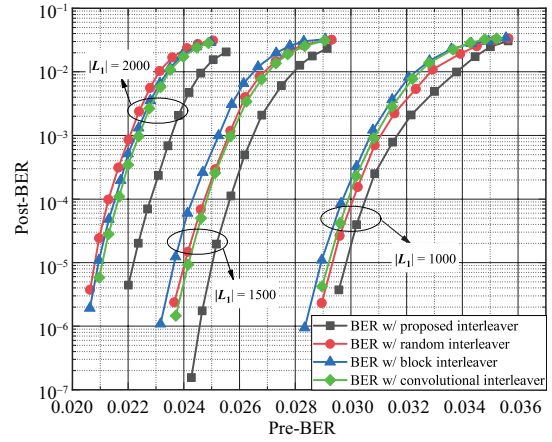 10⁻¹
10⁻²
10⁻³
10⁻⁴
10⁻⁵
10⁻⁶
10⁻⁷
Post-BER
|L₁| = 2000
|L₁| = 1500
|L₁| = 1000
BER w/ proposed interleaver
BER w/ random interleaver
BER w/ block interleaver
BER w/ convolutional interleaver
0.020 0.022 0.024 0.026 0.028 0.030 0.032 0.034 0.036
Pre-BER